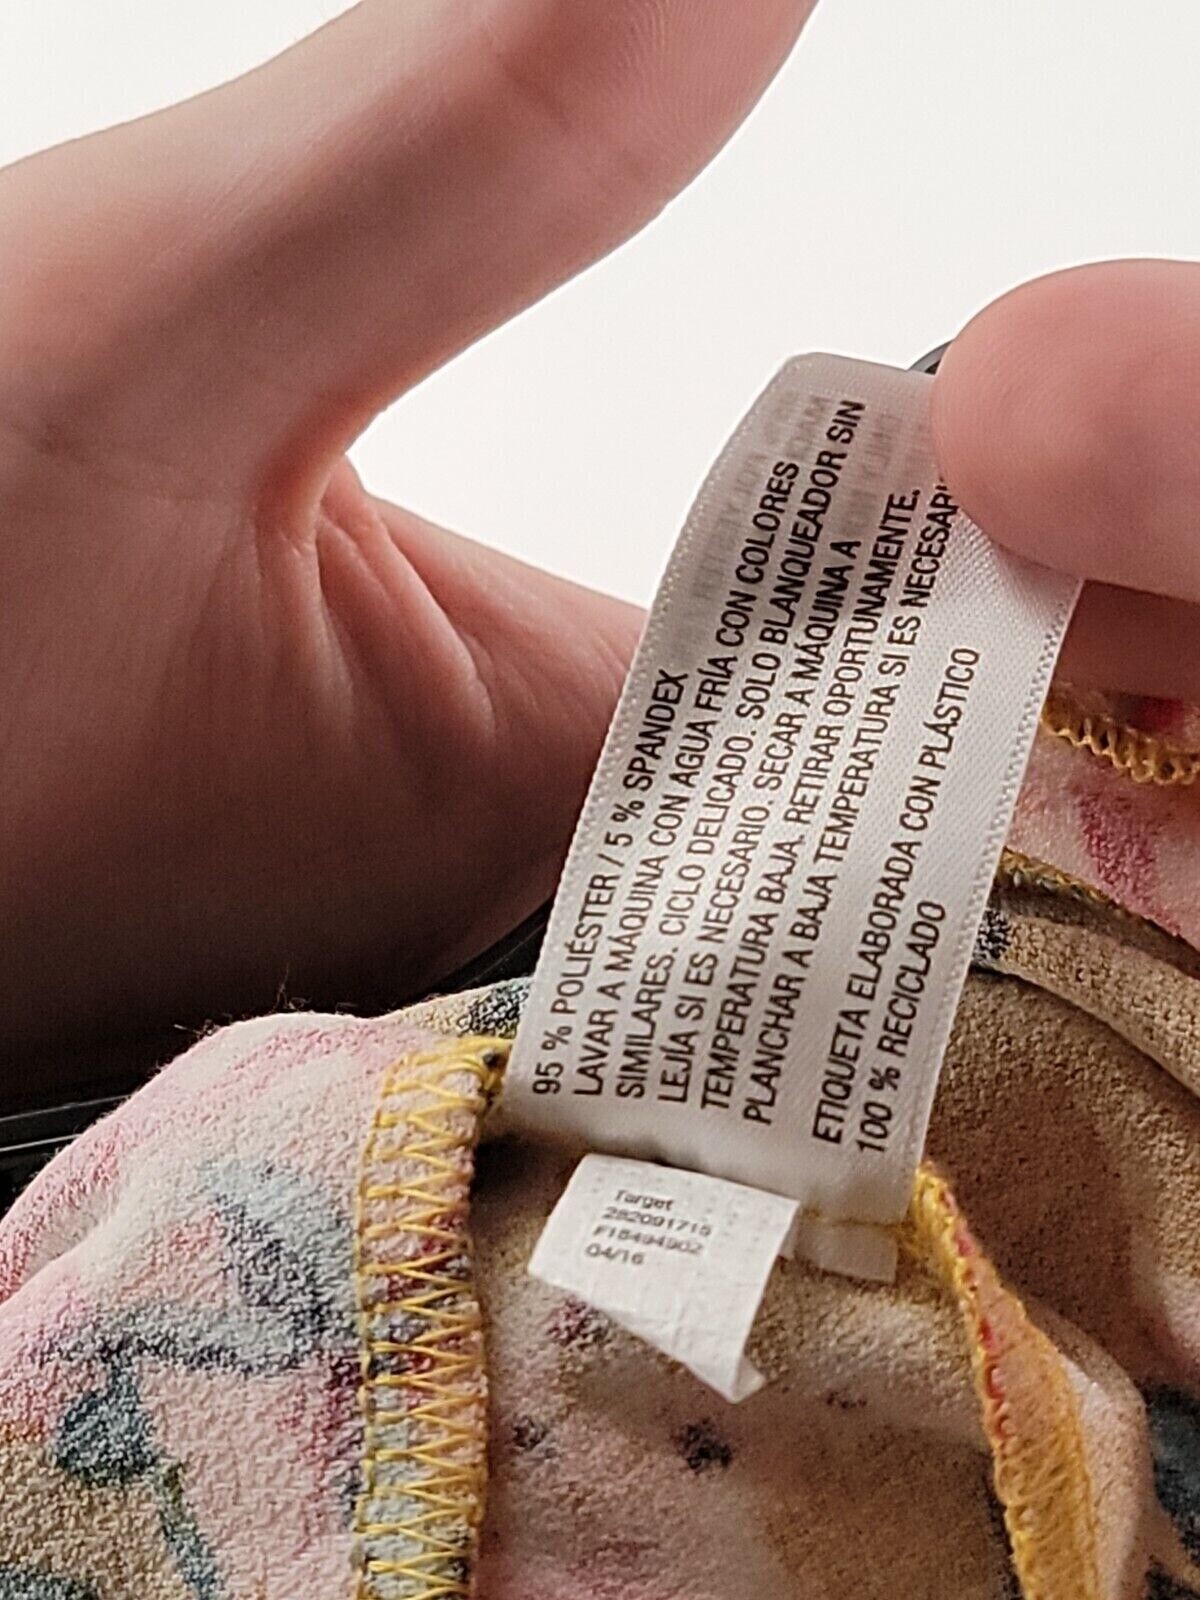 95 % POLIÉSTER / 5 % SPANDEX
LAVAR A MÁQUINA CON AGUA FRÍA CON COLORES
SIMILARES. CICLO DELICADO. SOLO BLANQUEADOR SIN
LEJÍA SI ES NECESARIO. SECAR A MÁQUINA A
TEMPERATURA BAJA. RETIRAR OPORTUNAMENTE.
PLANCHAR A BAJA TEMPERATURA SI ES
ETIQUETA ELABORADA CON PLÁSTICO
100 % RECICLADO
Target
282091715
F18494902
04/16